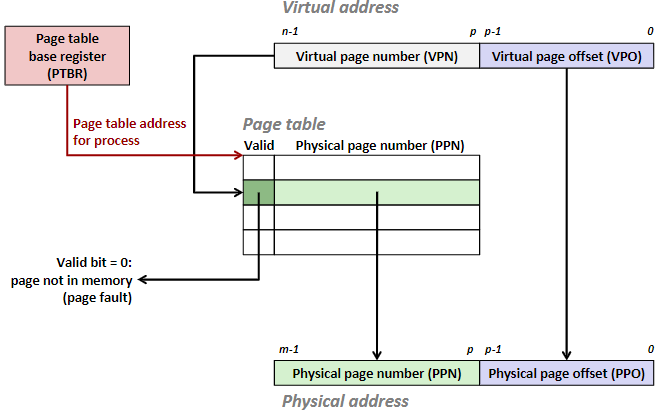 Virtual address
Page table
base register
(PTBR)
n-1 p p-1 0
Virtual page number (VPN) Virtual page offset (VPO)
Page table address
for process
Page table
Valid Physical page number (PPN)
Valid bit = 0:
page not in memory
(page fault)
m-1 p p-1 0
Physical page number (PPN) Physical page offset (PPO)
Physical address